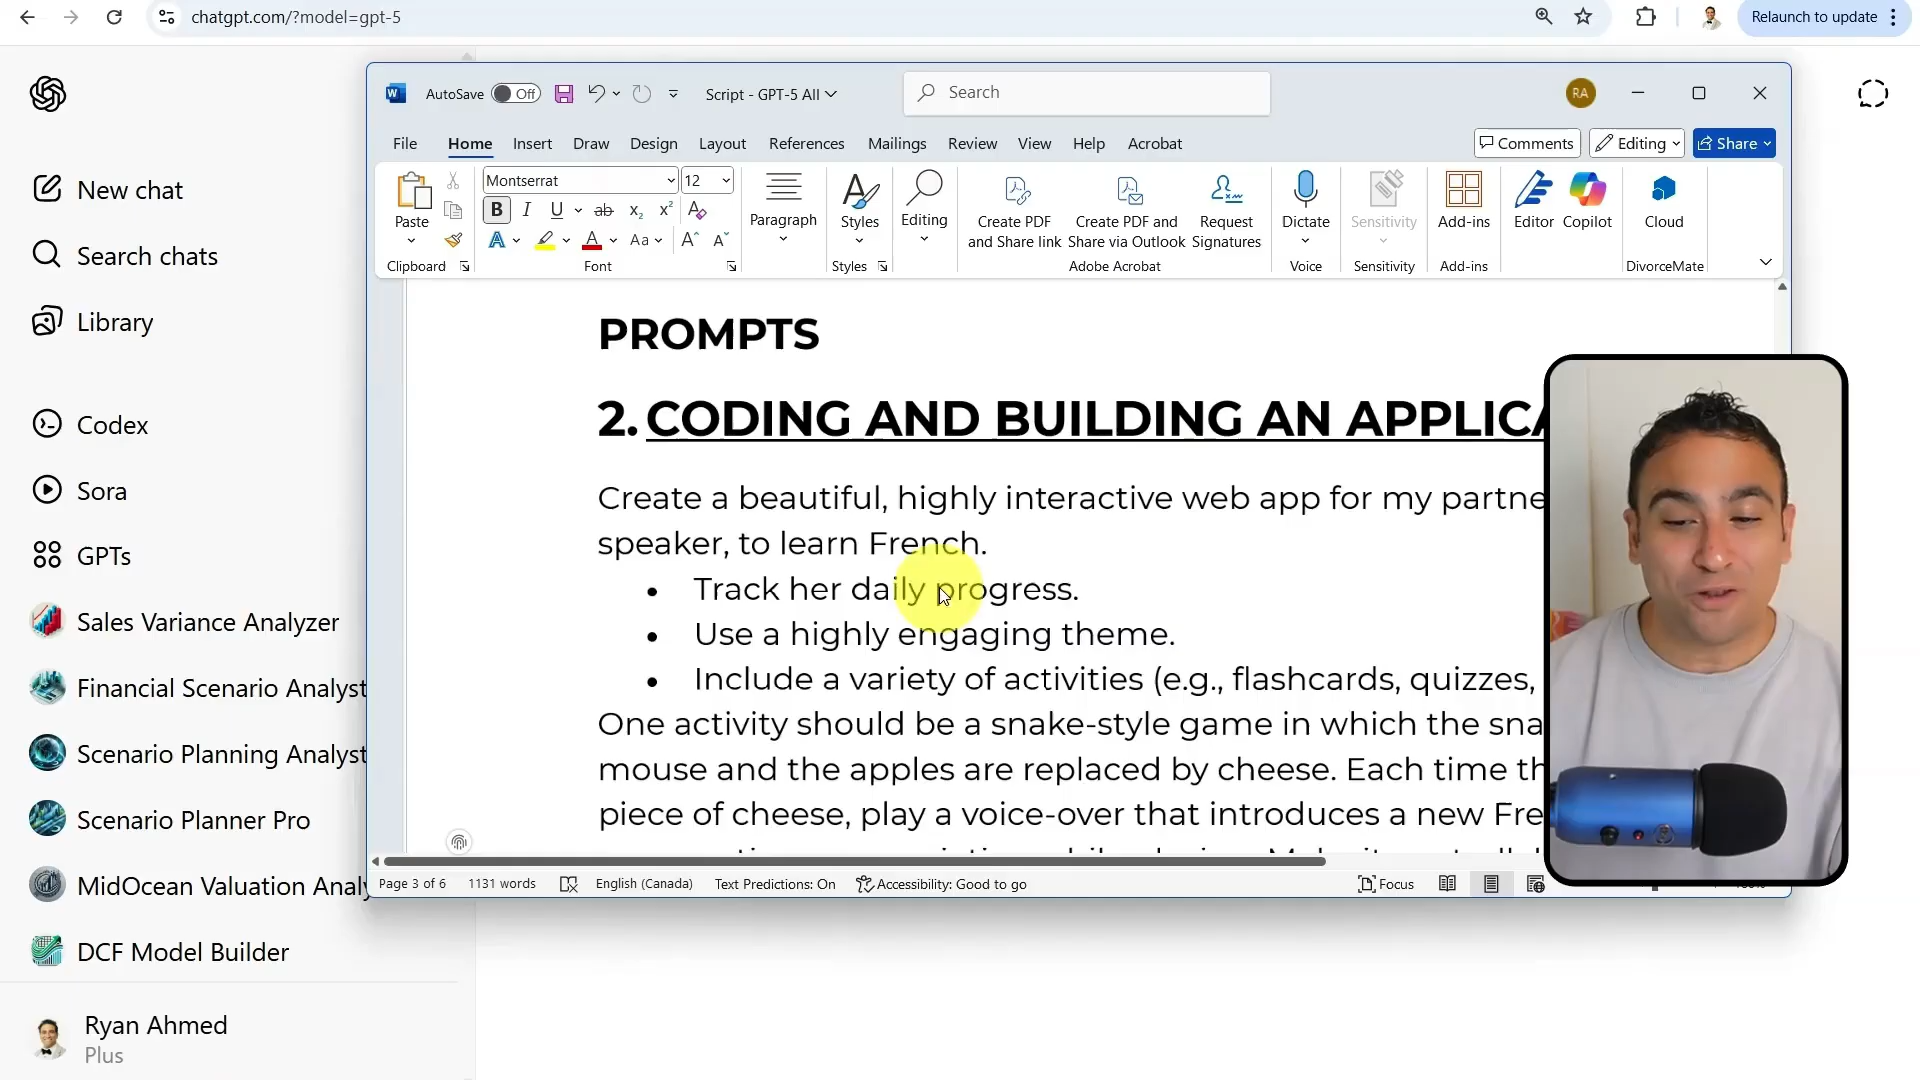 chatgpt.com/?model=gpt-5
Relaunch to update
New chat
Search chats
Library
Codex
Sora
GPTs
Sales Variance Analyzer
Financial Scenario Analyst
Scenario Planning Analyst
Scenario Planner Pro
MidOcean Valuation Analy
DCF Model Builder
Ryan Ahmed
Plus
AutoSave Off
Script - GPT-5 All
Search
RA
File Home Insert Draw Design Layout References Mailings Review View Help Acrobat
Comments Editing Share
Paste
Clipboard
Montserrat 12
B I U ab x₂ x² A
A A Aa A A
Font
Paragraph
Styles
Styles
Editing
Create PDF
and Share link
Create PDF and
Share via Outlook
Request
Signatures
Adobe Acrobat
Dictate
Voice
Sensitivity
Sensitivity
Add-ins
Add-ins
Editor
Copilot
Cloud
DivorceMate
PROMPTS
2. CODING AND BUILDING AN APPLICA
Create a beautiful, highly interactive web app for my partne
speaker, to learn French.
• Track her daily progress.
• Use a highly engaging theme.
• Include a variety of activities (e.g., flashcards, quizzes,
One activity should be a snake-style game in which the sna
mouse and the apples are replaced by cheese. Each time th
piece of cheese, play a voice-over that introduces a new Fre
Page 3 of 6 1131 words English (Canada) Text Predictions: On Accessibility: Good to go Focus